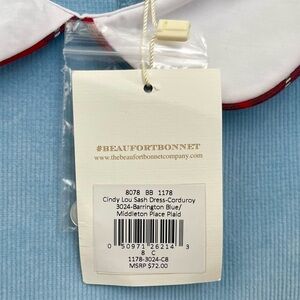 #BEAUFORTBONNET
www.thebeaufortbonnetcompany.com
8078 BB 1178
Cindy Lou Sash Dress-Corduroy
3024-Barrington Blue/
Middleton Place Plaid
0 50971 26214 3
8 C
1178-3024-C8
MSRP $72.00